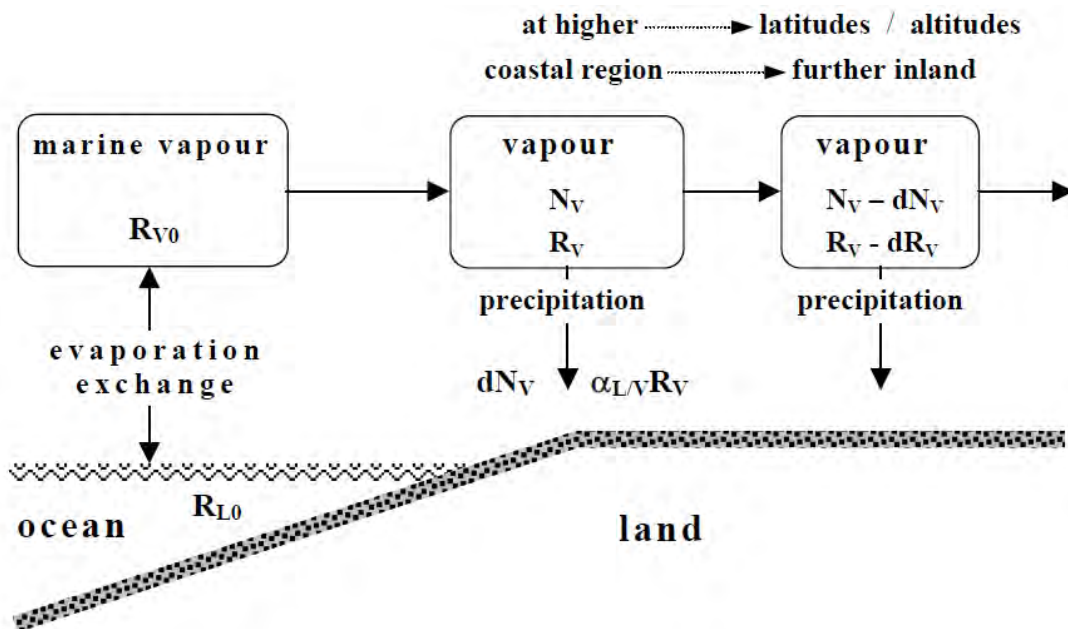 at higher → latitudes / altitudes
coastal region → further inland
marine vapour
R_V0
vapour
N_V
R_V
vapour
N_V – dN_V
R_V - dR_V
evaporation
exchange
precipitation
precipitation
dN_V α_L/V R_V
R_L0
ocean
land